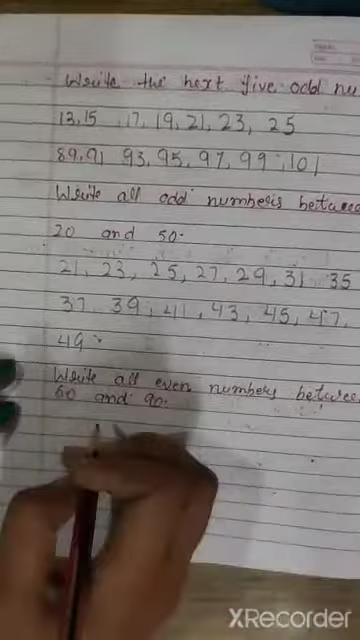 Write the next five odd nu
13, 15 17, 19, 21, 23, 25
89, 91 93, 95, 97, 99, 101
Write all odd numbers between
20 and 50.
21, 23, 25, 27, 29, 31 35
37 39, 41, 43, 45, 47,
49.
Write all even numbers betwee
60 and 90.
XRecorder